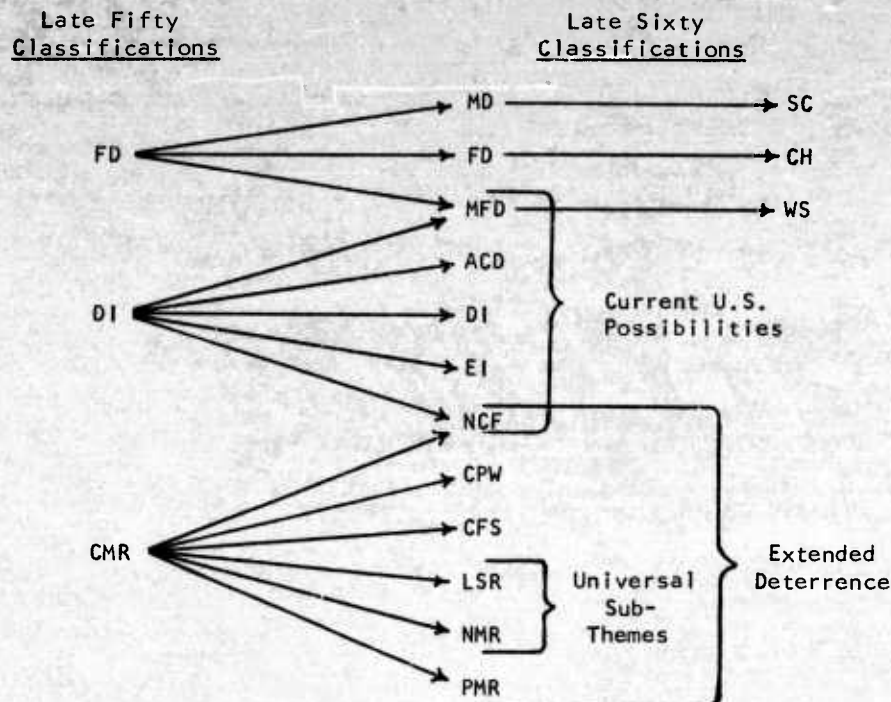 Late Fifty
Classifications
Late Sixty
Classifications
MD
SC
FD
FD
CH
MFD
WS
ACD
DI
DI
Current U.S.
Possibilities
EI
NCF
CPW
CFS
CMR
Extended
Deterrence
LSR
Universal
Sub-
Themes
NMR
PMR